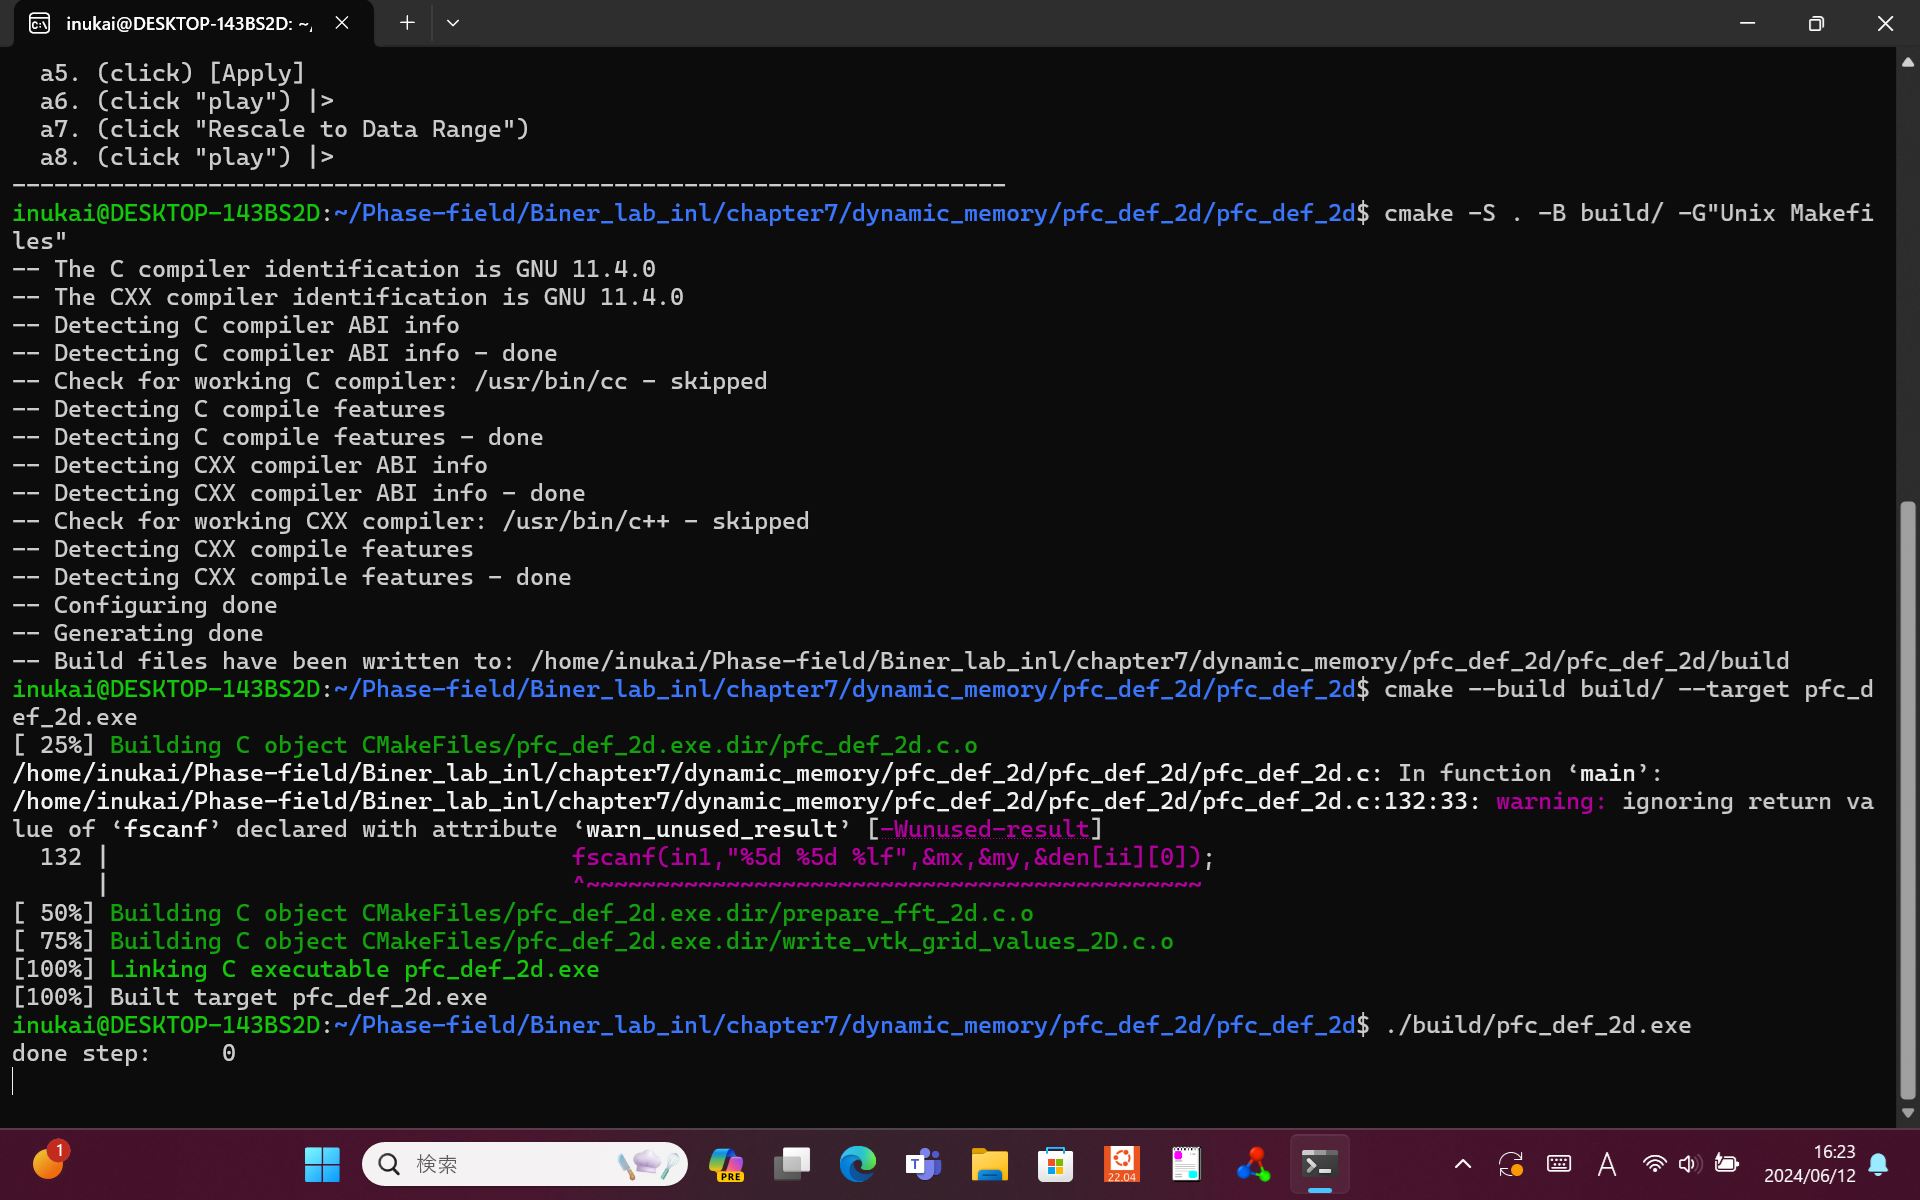 inukai@DESKTOP-143BS2D: ~,
a5. (click) [Apply]
a6. (click "play") |>
a7. (click "Rescale to Data Range")
a8. (click "play") |>
-----------------------------------------------------------------------
inukai@DESKTOP-143BS2D:~/Phase-field/Biner_lab_inl/chapter7/dynamic_memory/pfc_def_2d/pfc_def_2d$ cmake -S . -B build/ -G"Unix Makefi
les"
-- The C compiler identification is GNU 11.4.0
-- The CXX compiler identification is GNU 11.4.0
-- Detecting C compiler ABI info
-- Detecting C compiler ABI info - done
-- Check for working C compiler: /usr/bin/cc - skipped
-- Detecting C compile features
-- Detecting C compile features - done
-- Detecting CXX compiler ABI info
-- Detecting CXX compiler ABI info - done
-- Check for working CXX compiler: /usr/bin/c++ - skipped
-- Detecting CXX compile features
-- Detecting CXX compile features - done
-- Configuring done
-- Generating done
-- Build files have been written to: /home/inukai/Phase-field/Biner_lab_inl/chapter7/dynamic_memory/pfc_def_2d/pfc_def_2d/build
inukai@DESKTOP-143BS2D:~/Phase-field/Biner_lab_inl/chapter7/dynamic_memory/pfc_def_2d/pfc_def_2d$ cmake --build build/ --target pfc_d
ef_2d.exe
[ 25%] Building C object CMakeFiles/pfc_def_2d.exe.dir/pfc_def_2d.c.o
/home/inukai/Phase-field/Biner_lab_inl/chapter7/dynamic_memory/pfc_def_2d/pfc_def_2d/pfc_def_2d.c: In function ‘main’:
/home/inukai/Phase-field/Biner_lab_inl/chapter7/dynamic_memory/pfc_def_2d/pfc_def_2d/pfc_def_2d.c:132:33: warning: ignoring return va
lue of ‘fscanf’ declared with attribute ‘warn_unused_result’ [-Wunused-result]
132 | fscanf(in1,"%5d %5d %lf",&mx,&my,&den[ii][0]);
| ^~~~~~~~~~~~~~~~~~~~~~~~~~~~~~~~~~~~~~~~~~~~~
[ 50%] Building C object CMakeFiles/pfc_def_2d.exe.dir/prepare_fft_2d.c.o
[ 75%] Building C object CMakeFiles/pfc_def_2d.exe.dir/write_vtk_grid_values_2D.c.o
[100%] Linking C executable pfc_def_2d.exe
[100%] Built target pfc_def_2d.exe
inukai@DESKTOP-143BS2D:~/Phase-field/Biner_lab_inl/chapter7/dynamic_memory/pfc_def_2d/pfc_def_2d$ ./build/pfc_def_2d.exe
done step: 0
1
検索
PRE
T
22.04
A
16:23
2024/06/12